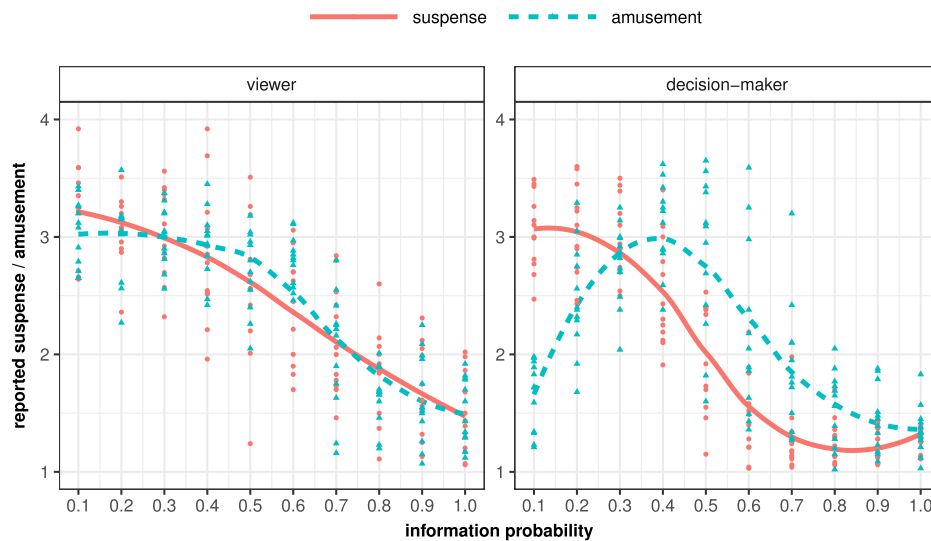 suspense amusement
viewer decision−maker
reported suspense / amusement
4
3
2
1
4
3
2
1
0.1 0.2 0.3 0.4 0.5 0.6 0.7 0.8 0.9 1.0 0.1 0.2 0.3 0.4 0.5 0.6 0.7 0.8 0.9 1.0
information probability